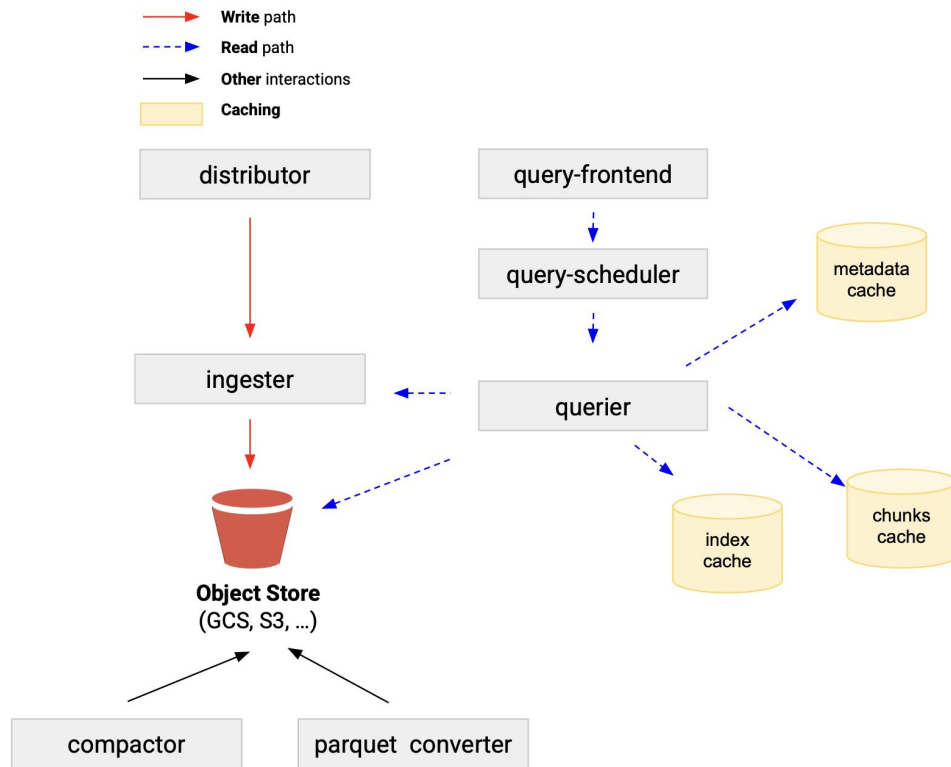 Write path
Read path
Other interactions
Caching
distributor
query-frontend
query-scheduler
metadata
cache
ingester
querier
index
cache
chunks
cache
Object Store
(GCS, S3, ...)
compactor
parquet converter